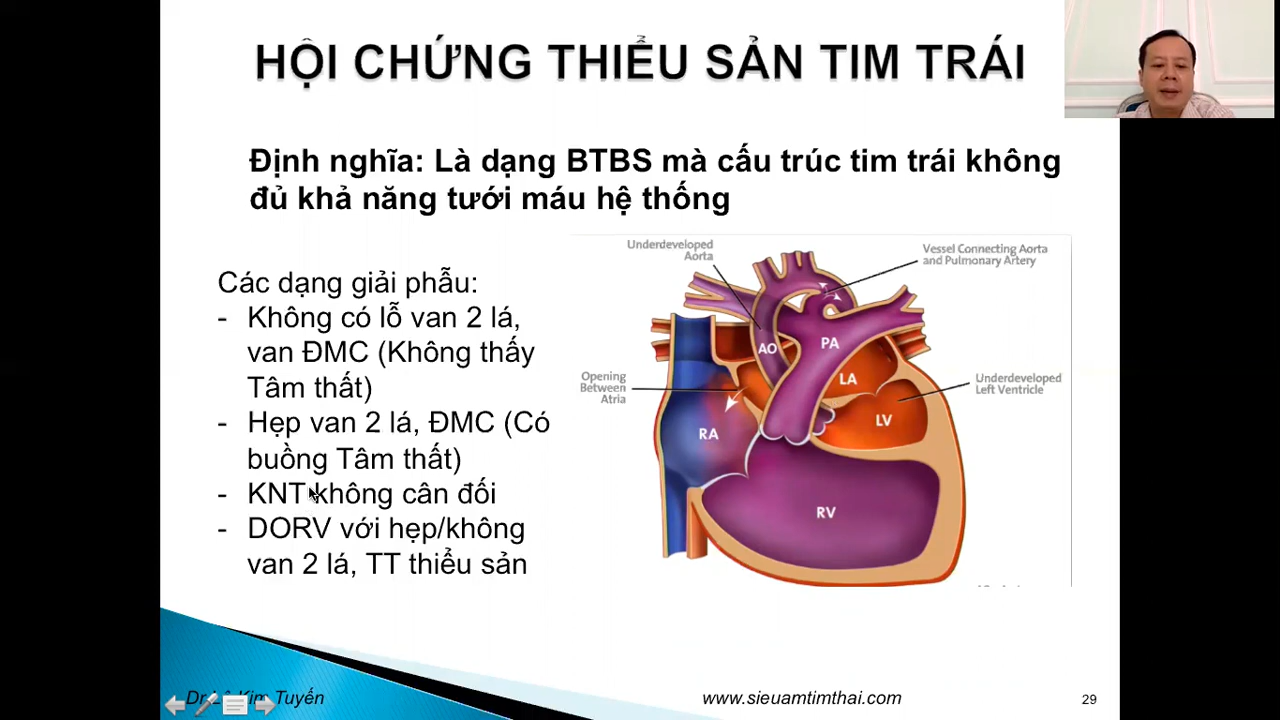 HỘI CHỨNG THIỂU SẢN TIM TRÁI
Định nghĩa: Là dạng BTBS mà cấu trúc tim trái không
đủ khả năng tưới máu hệ thống
Các dạng giải phẫu:
- Không có lỗ van 2 lá,
van ĐMC (Không thấy
Tâm thất)
- Hẹp van 2 lá, ĐMC (Có
buồng Tâm thất)
- KNT không cân đối
- DORV với hẹp/không
van 2 lá, TT thiểu sản
Underdeveloped
Aorta
Vessel Connecting Aorta
and Pulmonary Artery
AO
PA
LA
Opening
Between
Atria
Underdeveloped
Left Ventricle
RA
LV
RV
Kim Tuyến
www.sieuamtimthai.com
29